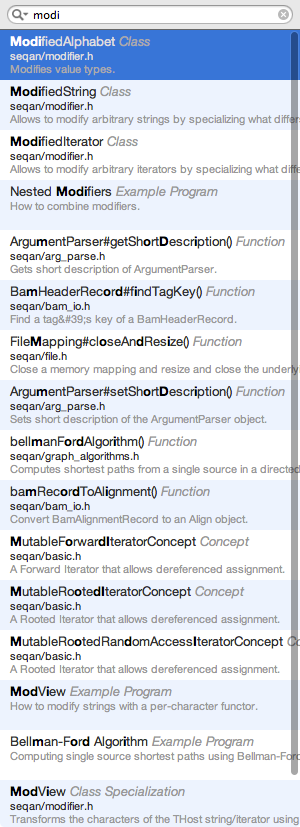 modi
ModifiedAlphabet Class
seqan/modifier.h
Modifies value types.
ModifiedString Class
seqan/modifier.h
Allows to modify arbitrary strings by specializing what differ
ModifiedIterator Class
seqan/modifier.h
Allows to modify arbitrary iterators by specializing what diffe
Nested Modifiers Example Program
How to combine modifiers.
ArgumentParser#getShortDescription() Function
seqan/arg_parse.h
Gets short description of ArgumentParser.
BamHeaderRecord#findTagKey() Function
seqan/bam_io.h
Find a tag&#39;s key of a BamHeaderRecord.
FileMapping#closeAndResize() Function
seqan/file.h
Close a memory mapping and resize and close the underly
ArgumentParser#setShortDescription() Function
seqan/arg_parse.h
Sets short description of the ArgumentParser object.
bellmanFordAlgorithm() Function
seqan/graph_algorithms.h
Computes shortest paths from a single source in a directed
bamRecordToAlignment() Function
seqan/bam_io.h
Convert BamAlignmentRecord to an Align object.
MutableForwardIteratorConcept Concept
seqan/basic.h
A Forward Iterator that allows dereferenced assignment.
MutableRootedIteratorConcept Concept
seqan/basic.h
A Rooted Iterator that allows dereferenced assignment.
MutableRootedRandomAccessIteratorConcept Co
seqan/basic.h
A Rooted Iterator that allows dereferenced assignment.
ModView Example Program
How to modify strings with a per-character functor.
Bellman-Ford Algorithm Example Program
Computing single source shortest paths using Bellman-Ford
ModView Class Specialization
seqan/modifier.h
Transforms the characters of the THost string/iterator using